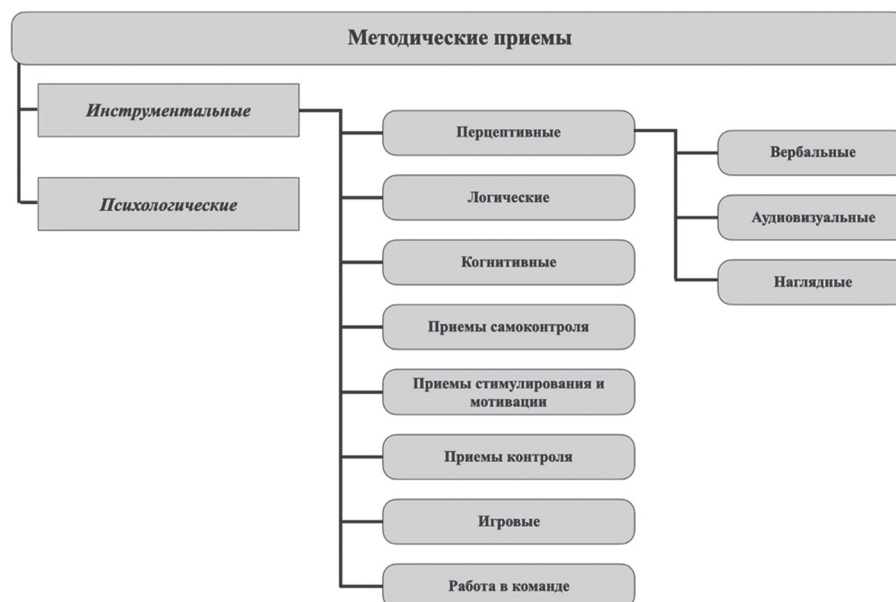 Методические приемы
Инструментальные
Психологические
Перцептивные
Логические
Когнитивные
Приемы самоконтроля
Приемы стимулирования и
мотивации
Приемы контроля
Игровые
Работа в команде
Вербальные
Аудиовизуальные
Наглядные